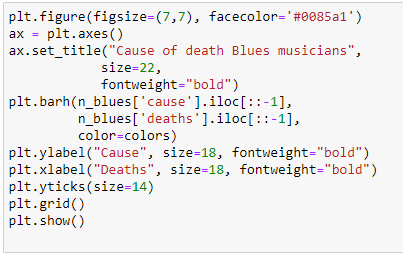 plt.figure(figsize=(7,7), facecolor='#0085a1')
ax = plt.axes()
ax.set_title("Cause of death Blues musicians",
             size=22,
             fontweight="bold")
plt.barh(n_blues['cause'].iloc[::-1],
         n_blues['deaths'].iloc[::-1],
         color=colors)
plt.ylabel("Cause", size=18, fontweight="bold")
plt.xlabel("Deaths", size=18, fontweight="bold")
plt.yticks(size=14)
plt.grid()
plt.show()